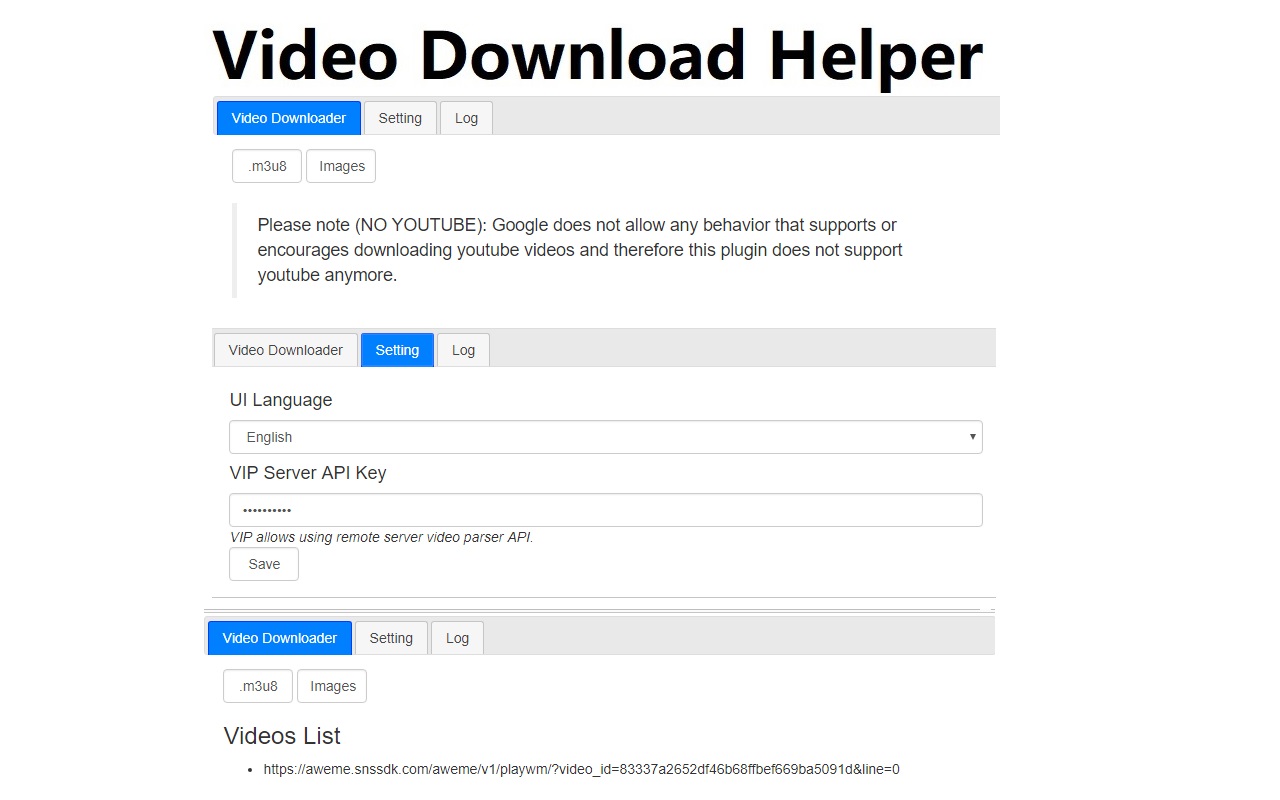 Video Download Helper
Video Downloader Setting Log
.m3u8 Images
Please note (NO YOUTUBE): Google does not allow any behavior that supports or
encourages downloading youtube videos and therefore this plugin does not support
youtube anymore.
Video Downloader Setting Log
UI Language
English
VIP Server API Key
••••••••••
VIP allows using remote server video parser API.
Save
Video Downloader Setting Log
.m3u8 Images
Videos List
• https://aweme.snssdk.com/aweme/v1/playwm/?video_id=83337a2652df46b68ffbef669ba5091d&line=0